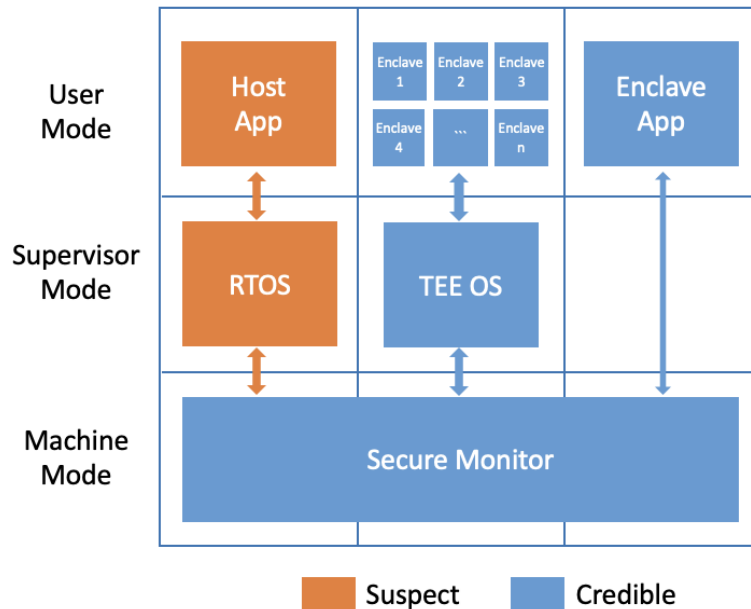 User
Mode
Host
App
Enclave
1
Enclave
2
Enclave
3
Enclave
4
```
Enclave
n
Enclave
App
Supervisor
Mode
RTOS
TEE OS
Machine
Mode
Secure Monitor
Suspect
Credible